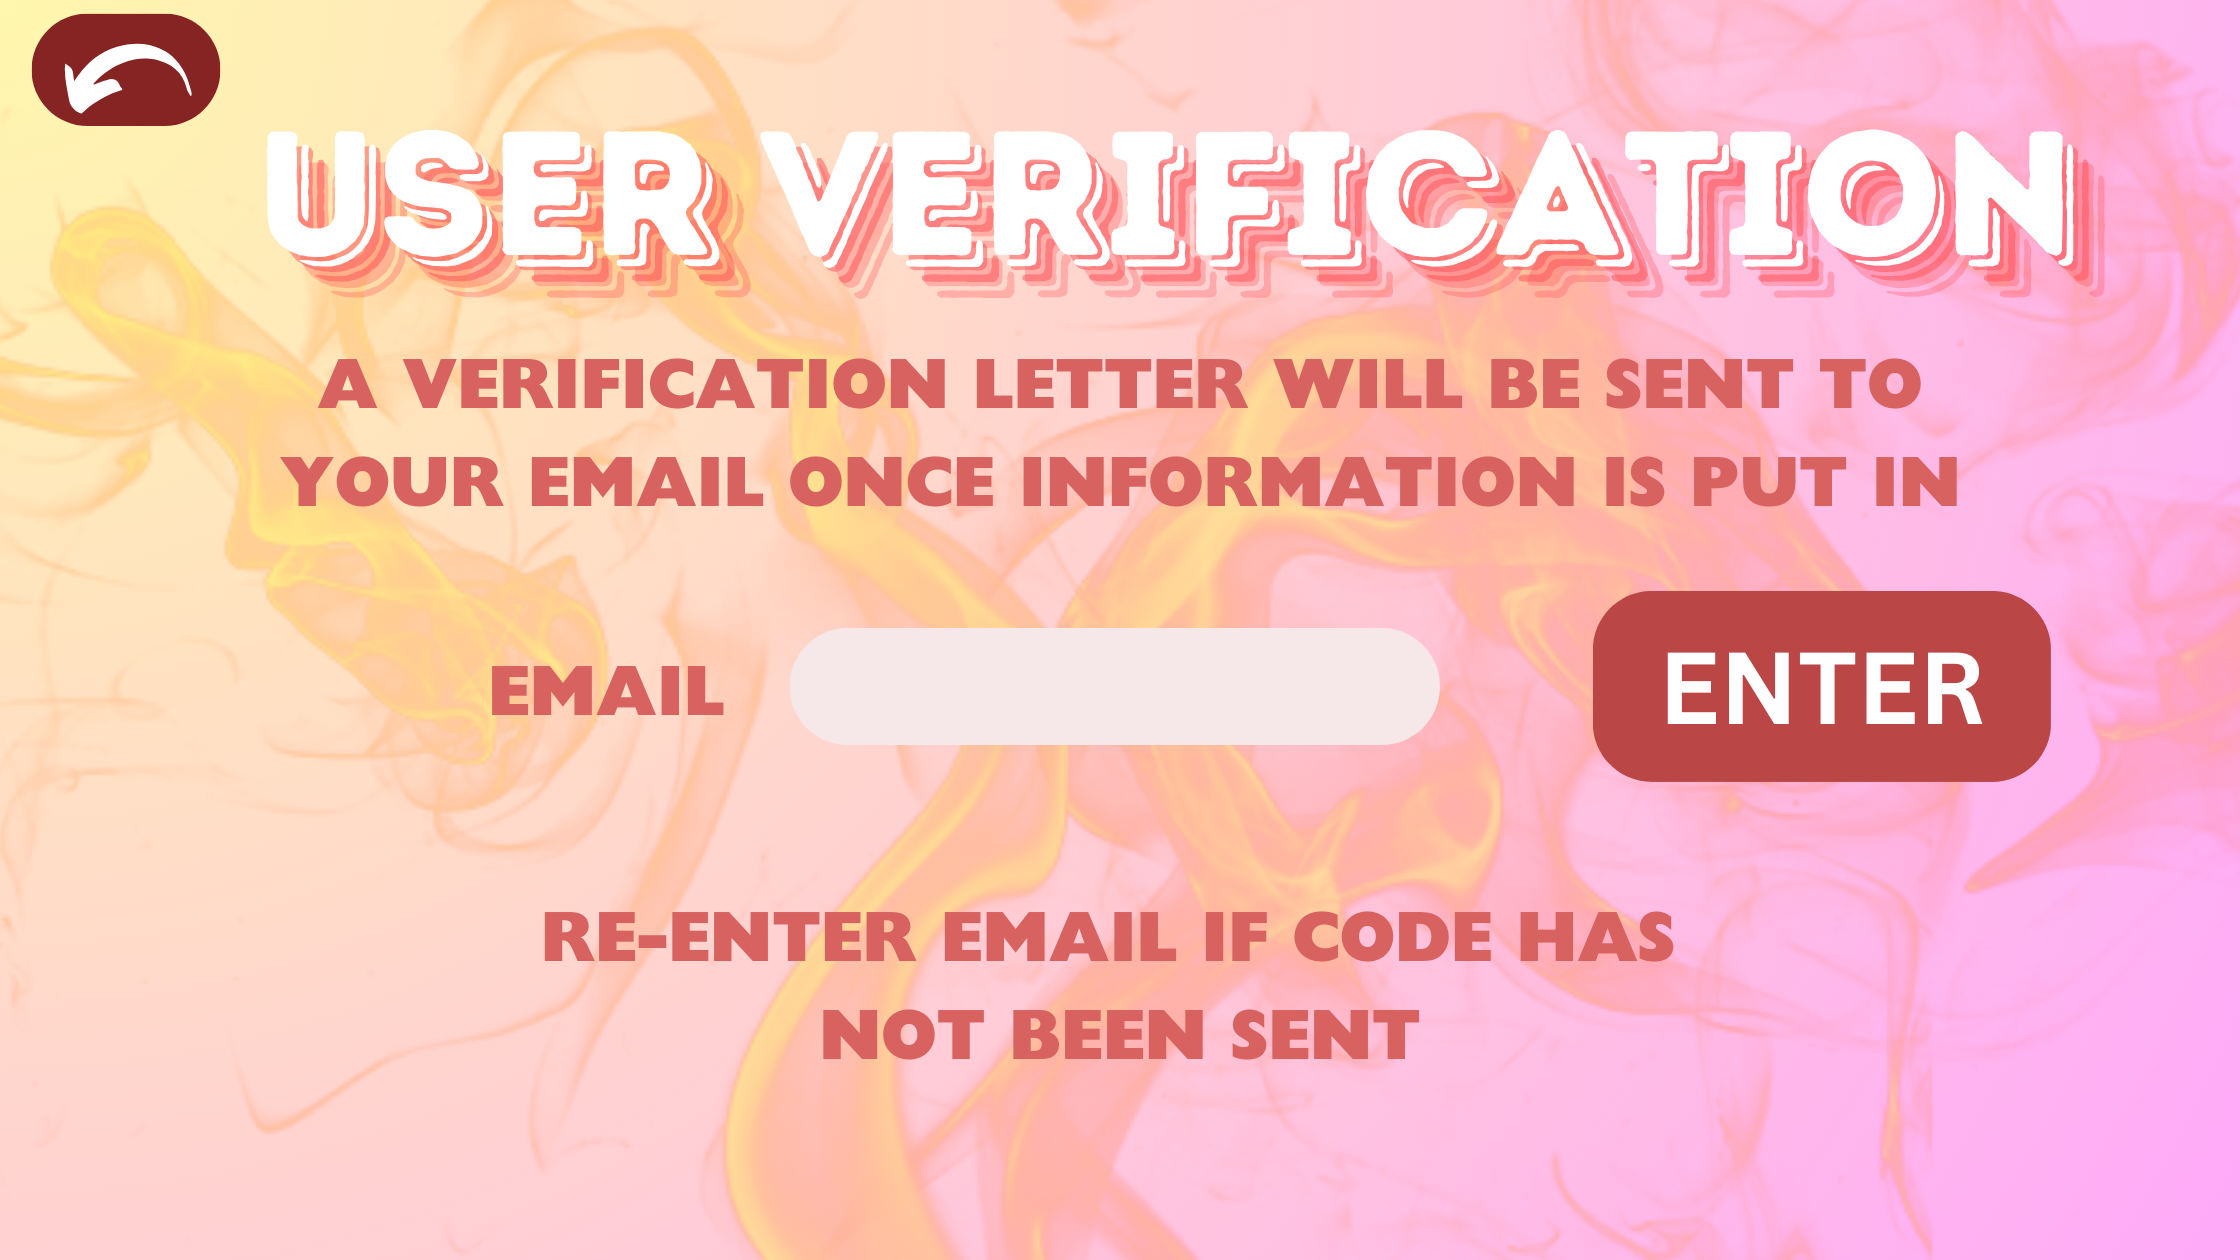 USER VERIFICATION
A VERIFICATION LETTER WILL BE SENT TO
YOUR EMAIL ONCE INFORMATION IS PUT IN
EMAIL
ENTER
RE-ENTER EMAIL IF CODE HAS
NOT BEEN SENT